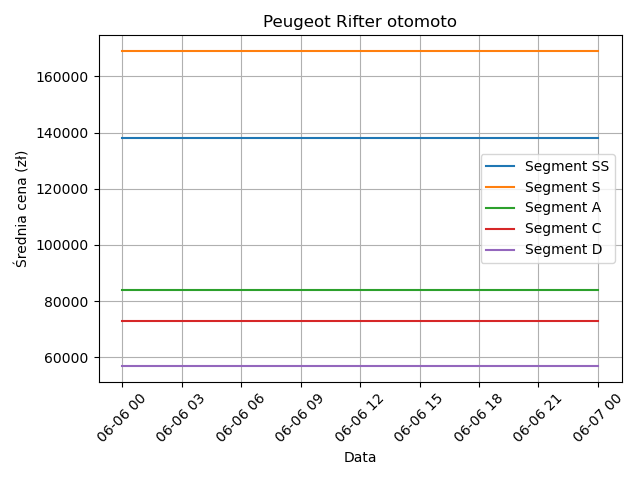 Peugeot Rifter otomoto
Średnia cena (zł)
160000
140000
120000
100000
80000
60000
Segment SS
Segment S
Segment A
Segment C
Segment D
06-06 00
06-06 03
06-06 06
06-06 09
06-06 12
06-06 15
06-06 18
06-06 21
06-07 00
Data